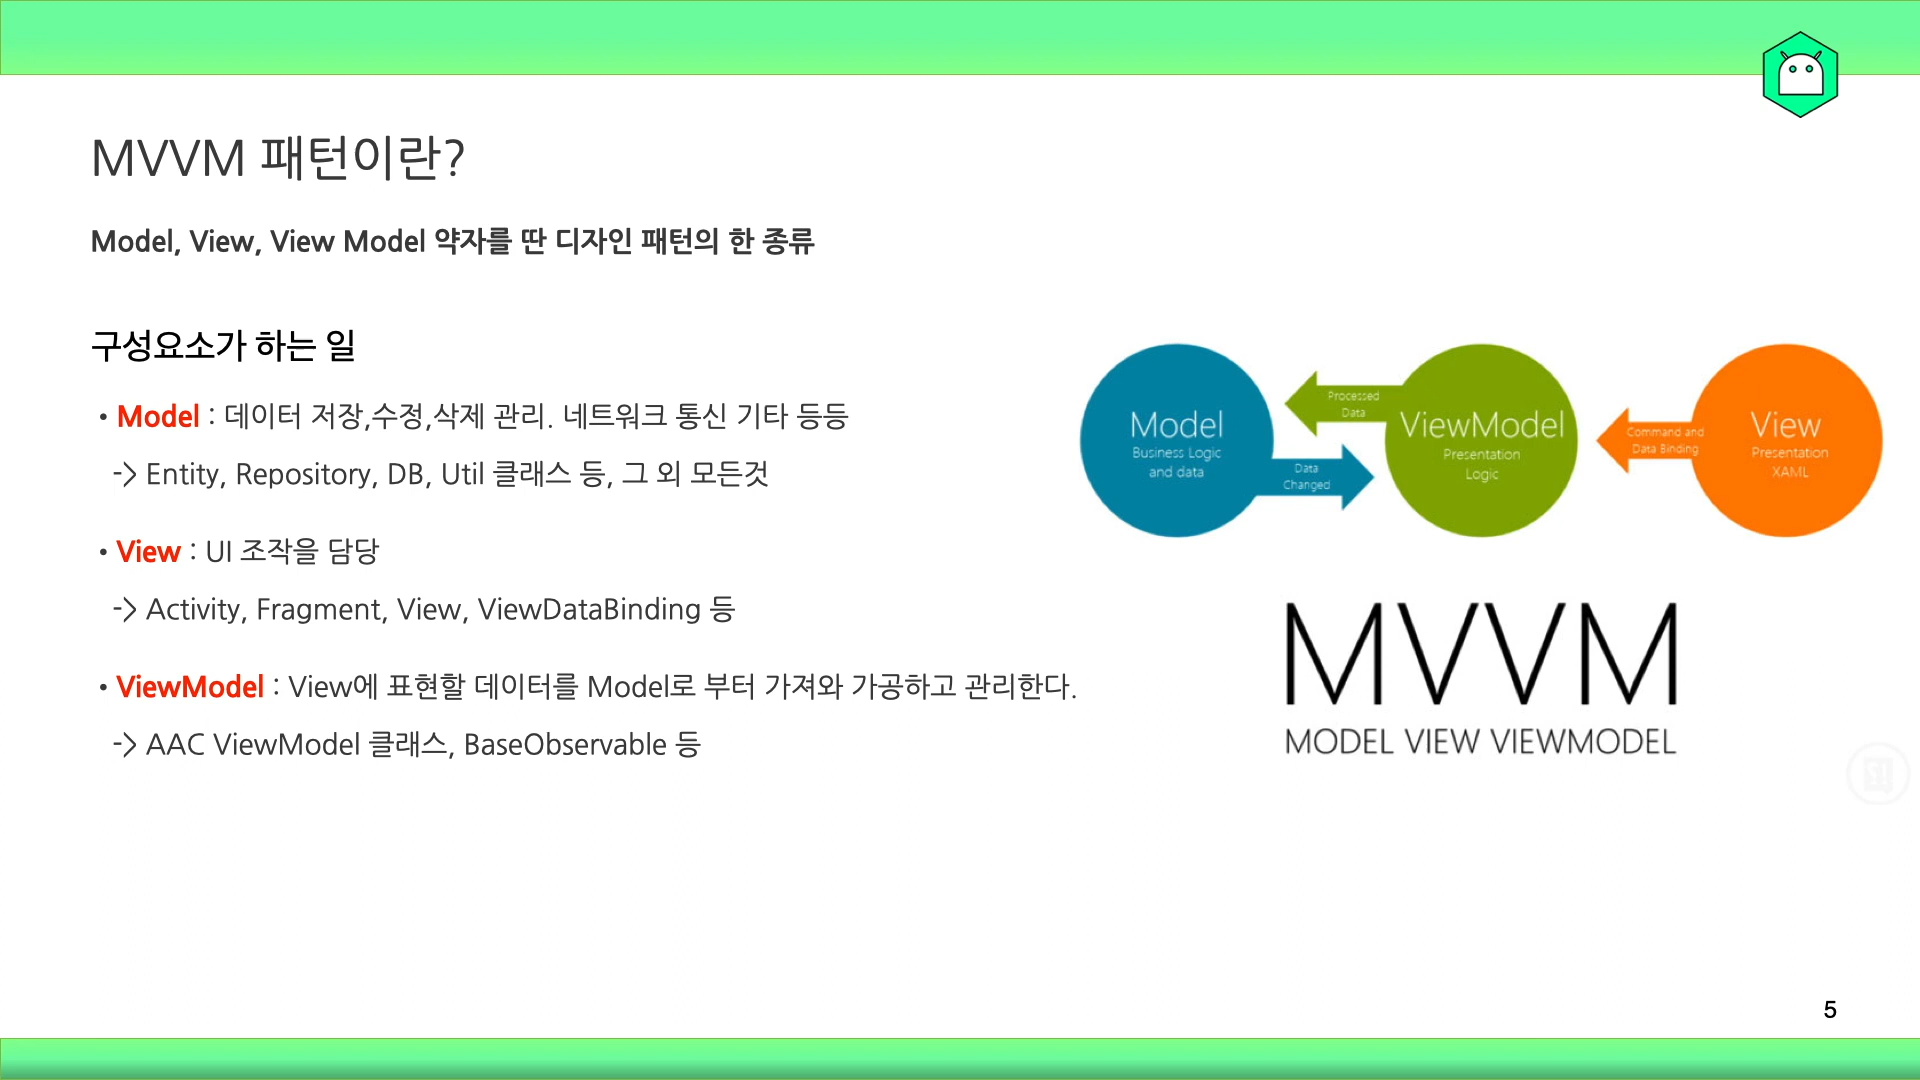 MVVM 패턴이란?
Model, View, View Model 약자를 딴 디자인 패턴의 한 종류
구성요소가 하는 일
• Model : 데이터 저장,수정,삭제 관리. 네트워크 통신 기타 등등
-> Entity, Repository, DB, Util 클래스 등, 그 외 모든것
• View : UI 조작을 담당
-> Activity, Fragment, View, ViewDataBinding 등
• ViewModel : View에 표현할 데이터를 Model로 부터 가져와 가공하고 관리한다.
-> AAC ViewModel 클래스, BaseObservable 등
Model
Business Logic
and data
Processed
Data
Data
Changed
ViewModel
Presentation
Logic
Command and
Data Binding
View
Presentation
XAML
MVVM
MODEL VIEW VIEWMODEL
5